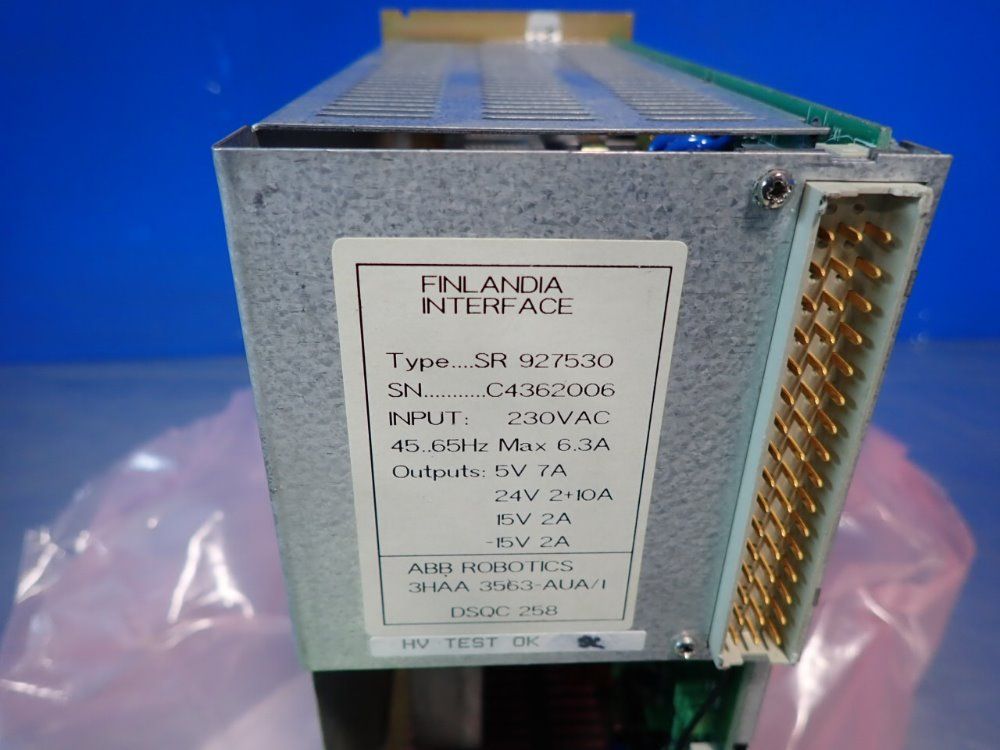 FINLANDIA
INTERFACE
Type....SR 927530
SN...........C4362006
INPUT: 230VAC
45..65Hz Max 6.3A
Outputs: 5V 7A
24V 2+10A
15V 2A
-15V 2A
ABB ROBOTICS
3HAA 3563-AUA/1
DSQC 258
HV TEST OK